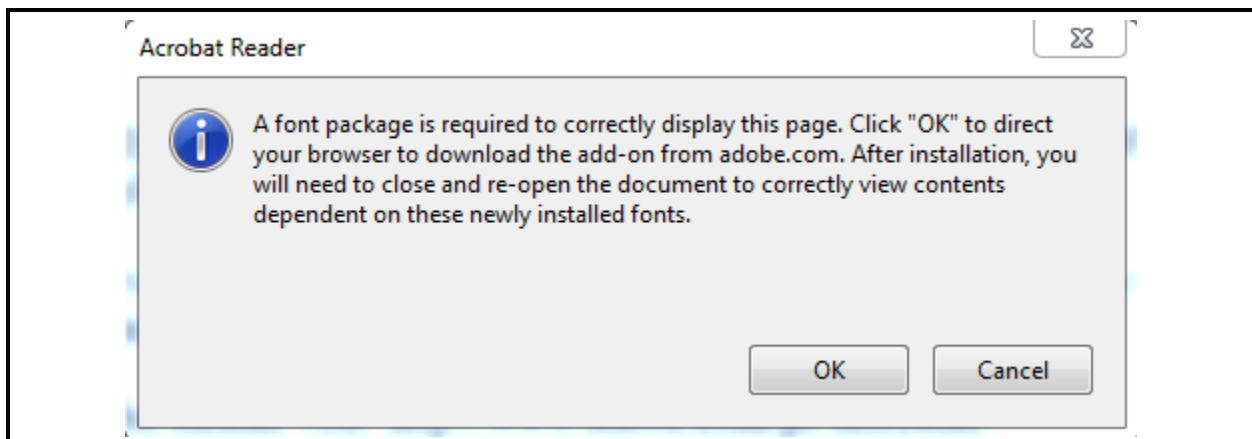 Acrobat Reader
A font package is required to correctly display this page. Click "OK" to direct
your browser to download the add-on from adobe.com. After installation, you
will need to close and re-open the document to correctly view contents
dependent on these newly installed fonts.
OK Cancel